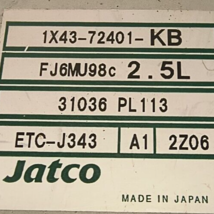 1X43-72401-KB
FJ6MU98c 2.5L
31036 PL113
ETC-J343 A1 2Z06
Jatco
MADE IN JAPAN